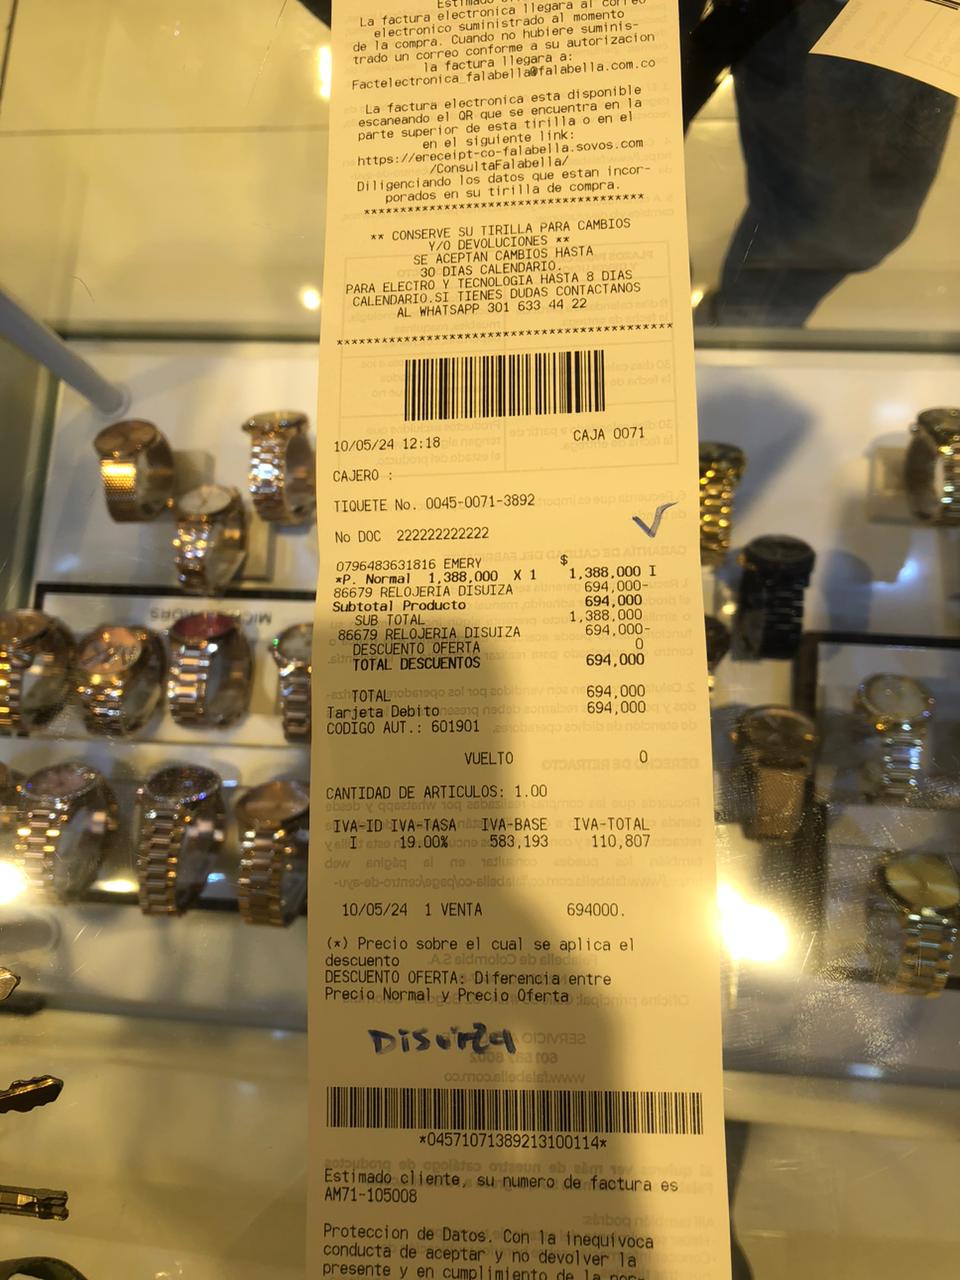 La factura electronica llegara al correo
electronico suministrado al momento
de la compra. Cuando no hubiere suminis-
trado un correo conforme a su autorizacion
la factura llegara a:
Factelectronica_falabella@falabella.com.co
La factura electronica esta disponible
escaneando el QR que se encuentra en la
parte superior de esta tirilla o en el
en el siguiente link:
https://ereceipt-co-falabella.sovos.com
/ConsultaFalabella/
Diligenciando los datos que estan incor-
porados en su tirilla de compra.
** CONSERVE SU TIRILLA PARA CAMBIOS
Y/O DEVOLUCIONES **
SE ACEPTAN CAMBIOS HASTA
30 DIAS CALENDARIO.
PARA ELECTRO Y TECNOLOGIA HASTA 8 DIAS
CALENDARIO.SI TIENES DUDAS CONTACTANOS
AL WHATSAPP 301 633 44 22
10/05/24 12:18 CAJA 0071
CAJERO :
TIQUETE No. 0045-0071-3892
No DOC 222222222222
0796483631816 EMERY $
*P. Normal 1,388,000 X 1 1,388,000 I
86679 RELOJERIA DISUIZA 694,000-
Subtotal Producto 694,000
SUB TOTAL 1,388,000
86679 RELOJERIA DISUIZA 694,000-
DESCUENTO OFERTA 0
TOTAL DESCUENTOS 694,000
TOTAL 694,000
Tarjeta Debito 694,000
CODIGO AUT.: 601901
VUELTO 0
CANTIDAD DE ARTICULOS: 1.00
IVA-ID IVA-TASA IVA-BASE IVA-TOTAL
I 19.00% 583,193 110,807
10/05/24 1 VENTA 694000.
(*) Precio sobre el cual se aplica el
descuento
DESCUENTO OFERTA: Diferencia entre
Precio Normal y Precio Oferta
Disuiza
*04571071389213100114*
Estimado cliente, su numero de factura es
AM71-105008
Proteccion de Datos. Con la inequivoca
conducta de aceptar y no devolver la
presente y en cumplimiento de la nor-